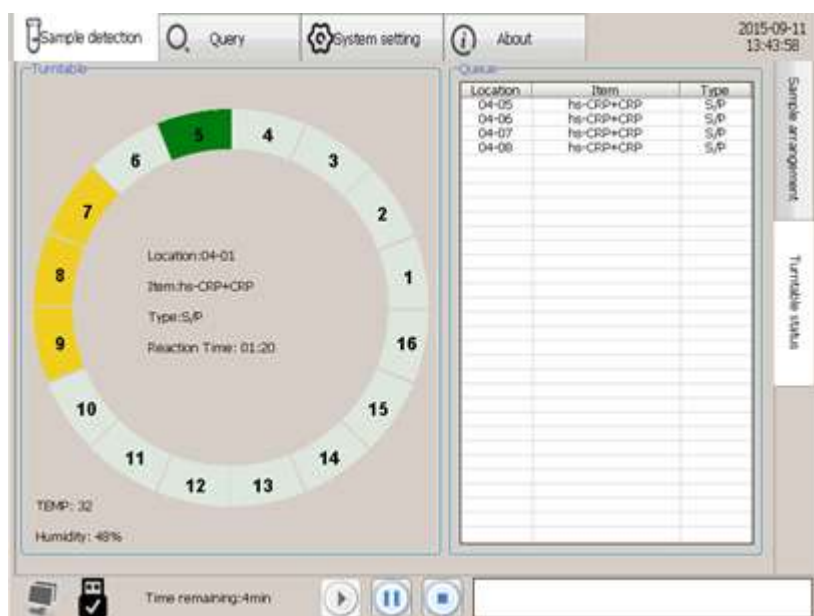 Sample detection
Query
System setting
About
2015-09-11
13:43:58
Turntable
5
4
6
3
7
2
8
1
9
16
10
15
11
14
12
13
Location:04-01
Item:hs-CRP+CRP
Type:S/P
Reaction Time: 01:20
TEMP: 32
Humidity: 48%
Queue
Location Item Type
04-05 hs-CRP+CRP S/P
04-06 hs-CRP+CRP S/P
04-07 hs-CRP+CRP S/P
04-08 hs-CRP+CRP S/P
Sample arrangement
Turntable status
Time remaining:4min